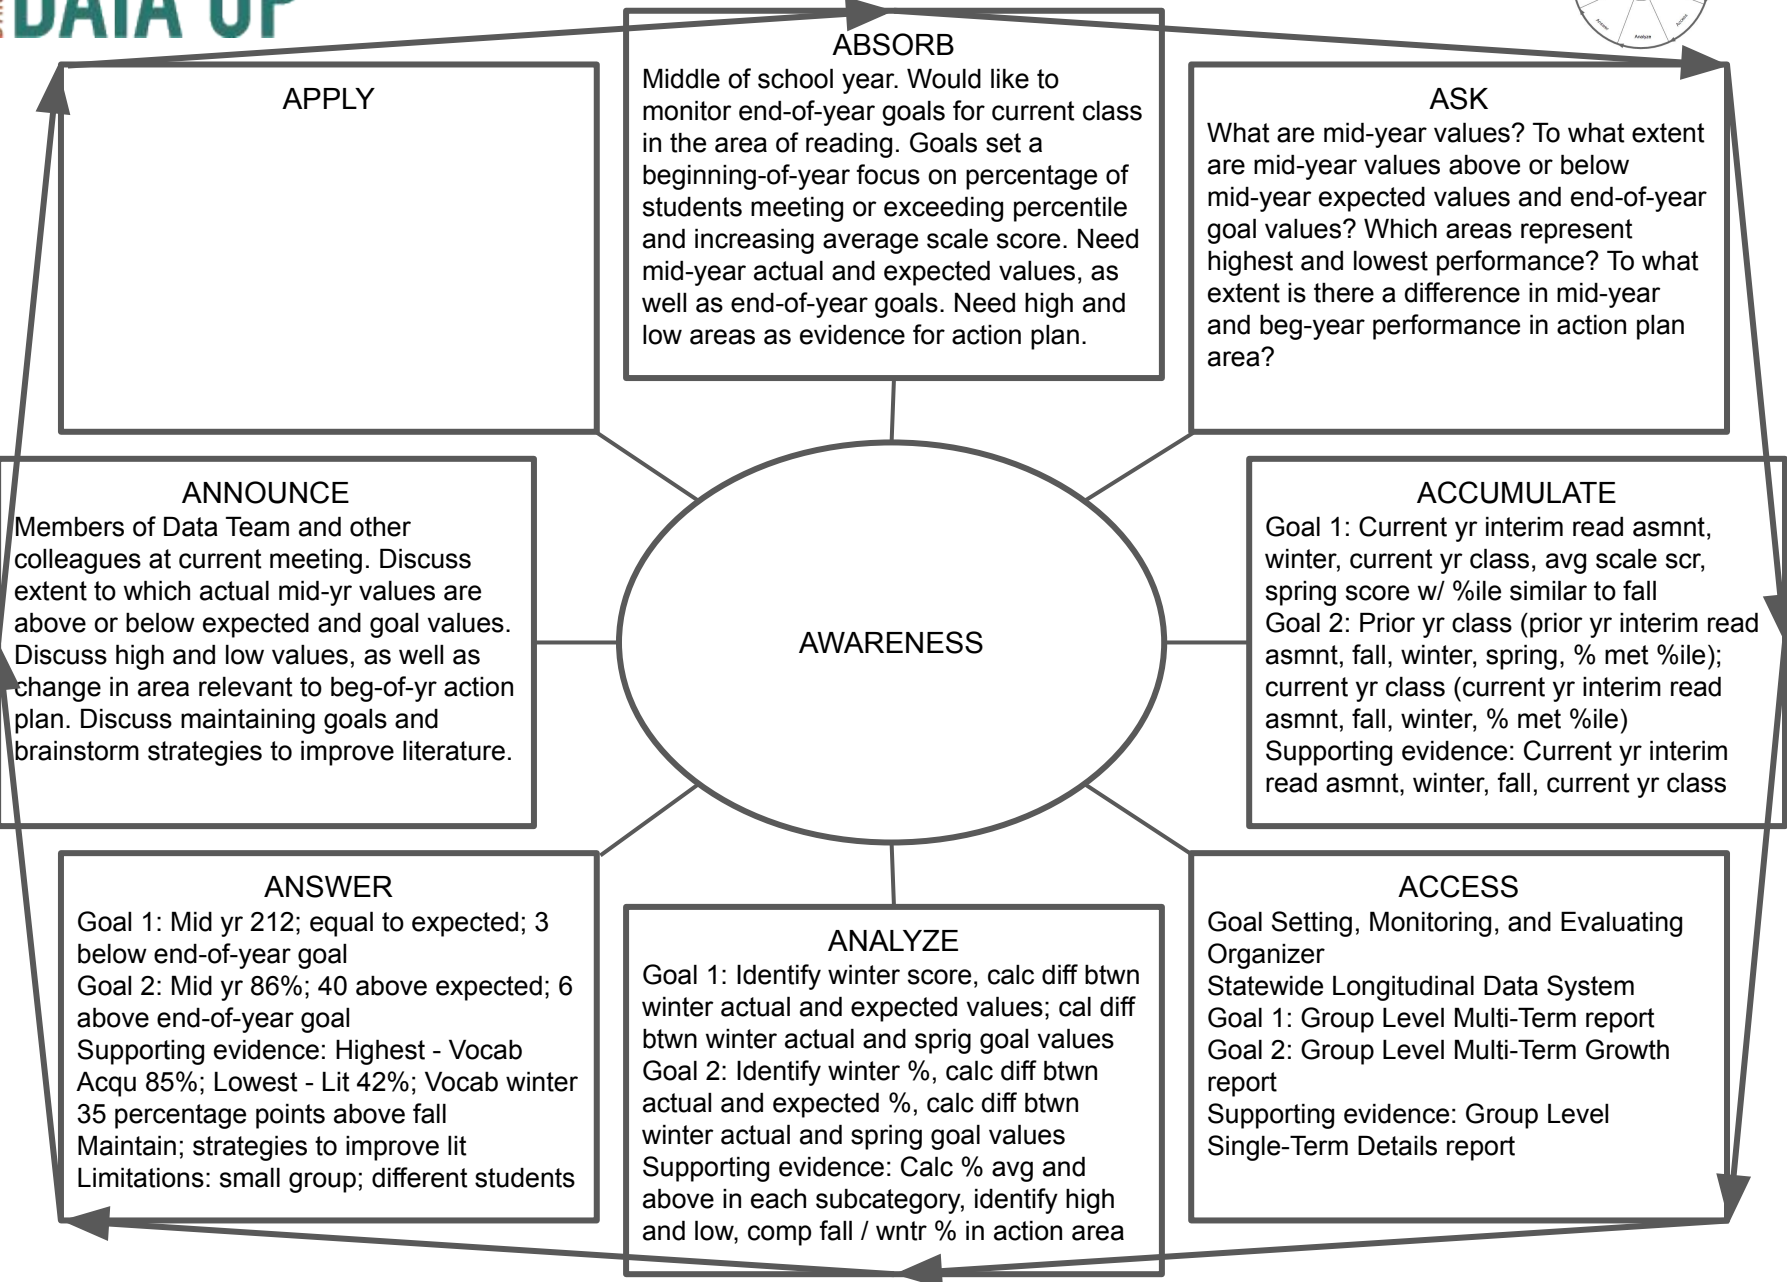 DATA UP
APPLY
ABSORB
Middle of school year. Would like to
monitor end-of-year goals for current class
in the area of reading. Goals set a
beginning-of-year focus on percentage of
students meeting or exceeding percentile
and increasing average scale score. Need
mid-year actual and expected values, as
well as end-of-year goals. Need high and
low areas as evidence for action plan.
ASK
What are mid-year values? To what extent
are mid-year values above or below
mid-year expected values and end-of-year
goal values? Which areas represent
highest and lowest performance? To what
extent is there a difference in mid-year
and beg-year performance in action plan
area?
Answer
Analyze
Access
ANNOUNCE
Members of Data Team and other
colleagues at current meeting. Discuss
extent to which actual mid-yr values are
above or below expected and goal values.
Discuss high and low values, as well as
change in area relevant to beg-of-yr action
plan. Discuss maintaining goals and
brainstorm strategies to improve literature.
AWARENESS
ACCUMULATE
Goal 1: Current yr interim read asmnt,
winter, current yr class, avg scale scr,
spring score w/ %ile similar to fall
Goal 2: Prior yr class (prior yr interim read
asmnt, fall, winter, spring, % met %ile);
current yr class (current yr interim read
asmnt, fall, winter, % met %ile)
Supporting evidence: Current yr interim
read asmnt, winter, fall, current yr class
ANSWER
Goal 1: Mid yr 212; equal to expected; 3
below end-of-year goal
Goal 2: Mid yr 86%; 40 above expected; 6
above end-of-year goal
Supporting evidence: Highest - Vocab
Acqu 85%; Lowest - Lit 42%; Vocab winter
35 percentage points above fall
Maintain; strategies to improve lit
Limitations: small group; different students
ANALYZE
Goal 1: Identify winter score, calc diff btwn
winter actual and expected values; cal diff
btwn winter actual and sprig goal values
Goal 2: Identify winter %, calc diff btwn
actual and expected %, calc diff btwn
winter actual and spring goal values
Supporting evidence: Calc % avg and
above in each subcategory, identify high
and low, comp fall / wntr % in action area
ACCESS
Goal Setting, Monitoring, and Evaluating
Organizer
Statewide Longitudinal Data System
Goal 1: Group Level Multi-Term report
Goal 2: Group Level Multi-Term Growth
report
Supporting evidence: Group Level
Single-Term Details report